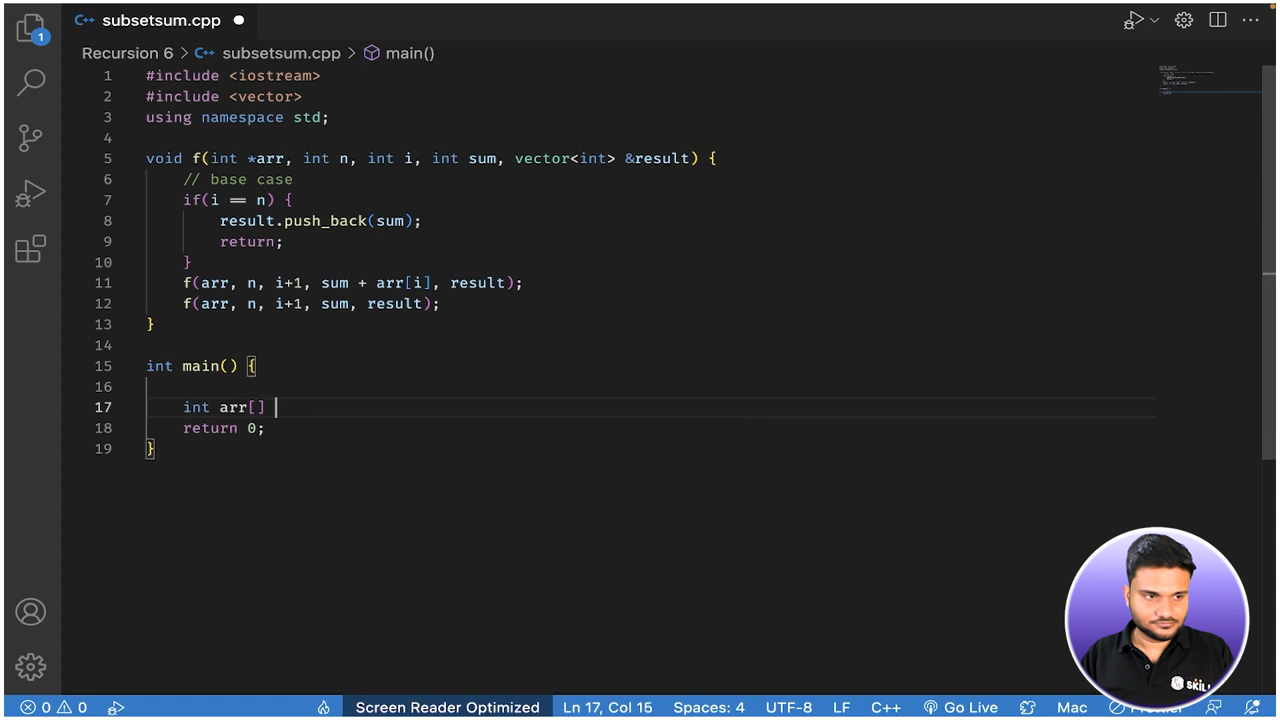 subsetsum.cpp
Recursion 6 > subsetsum.cpp > main()
1 #include <iostream>
2 #include <vector>
3 using namespace std;
4
5 void f(int *arr, int n, int i, int sum, vector<int> &result) {
6 // base case
7 if(i == n) {
8 result.push_back(sum);
9 return;
10 }
11 f(arr, n, i+1, sum + arr[i], result);
12 f(arr, n, i+1, sum, result);
13 }
14
15 int main() {
16
17 int arr[]
18 return 0;
19 }
1
SKILL
0 0 Screen Reader Optimized Ln 17, Col 15 Spaces: 4 UTF-8 LF C++ Go Live Mac